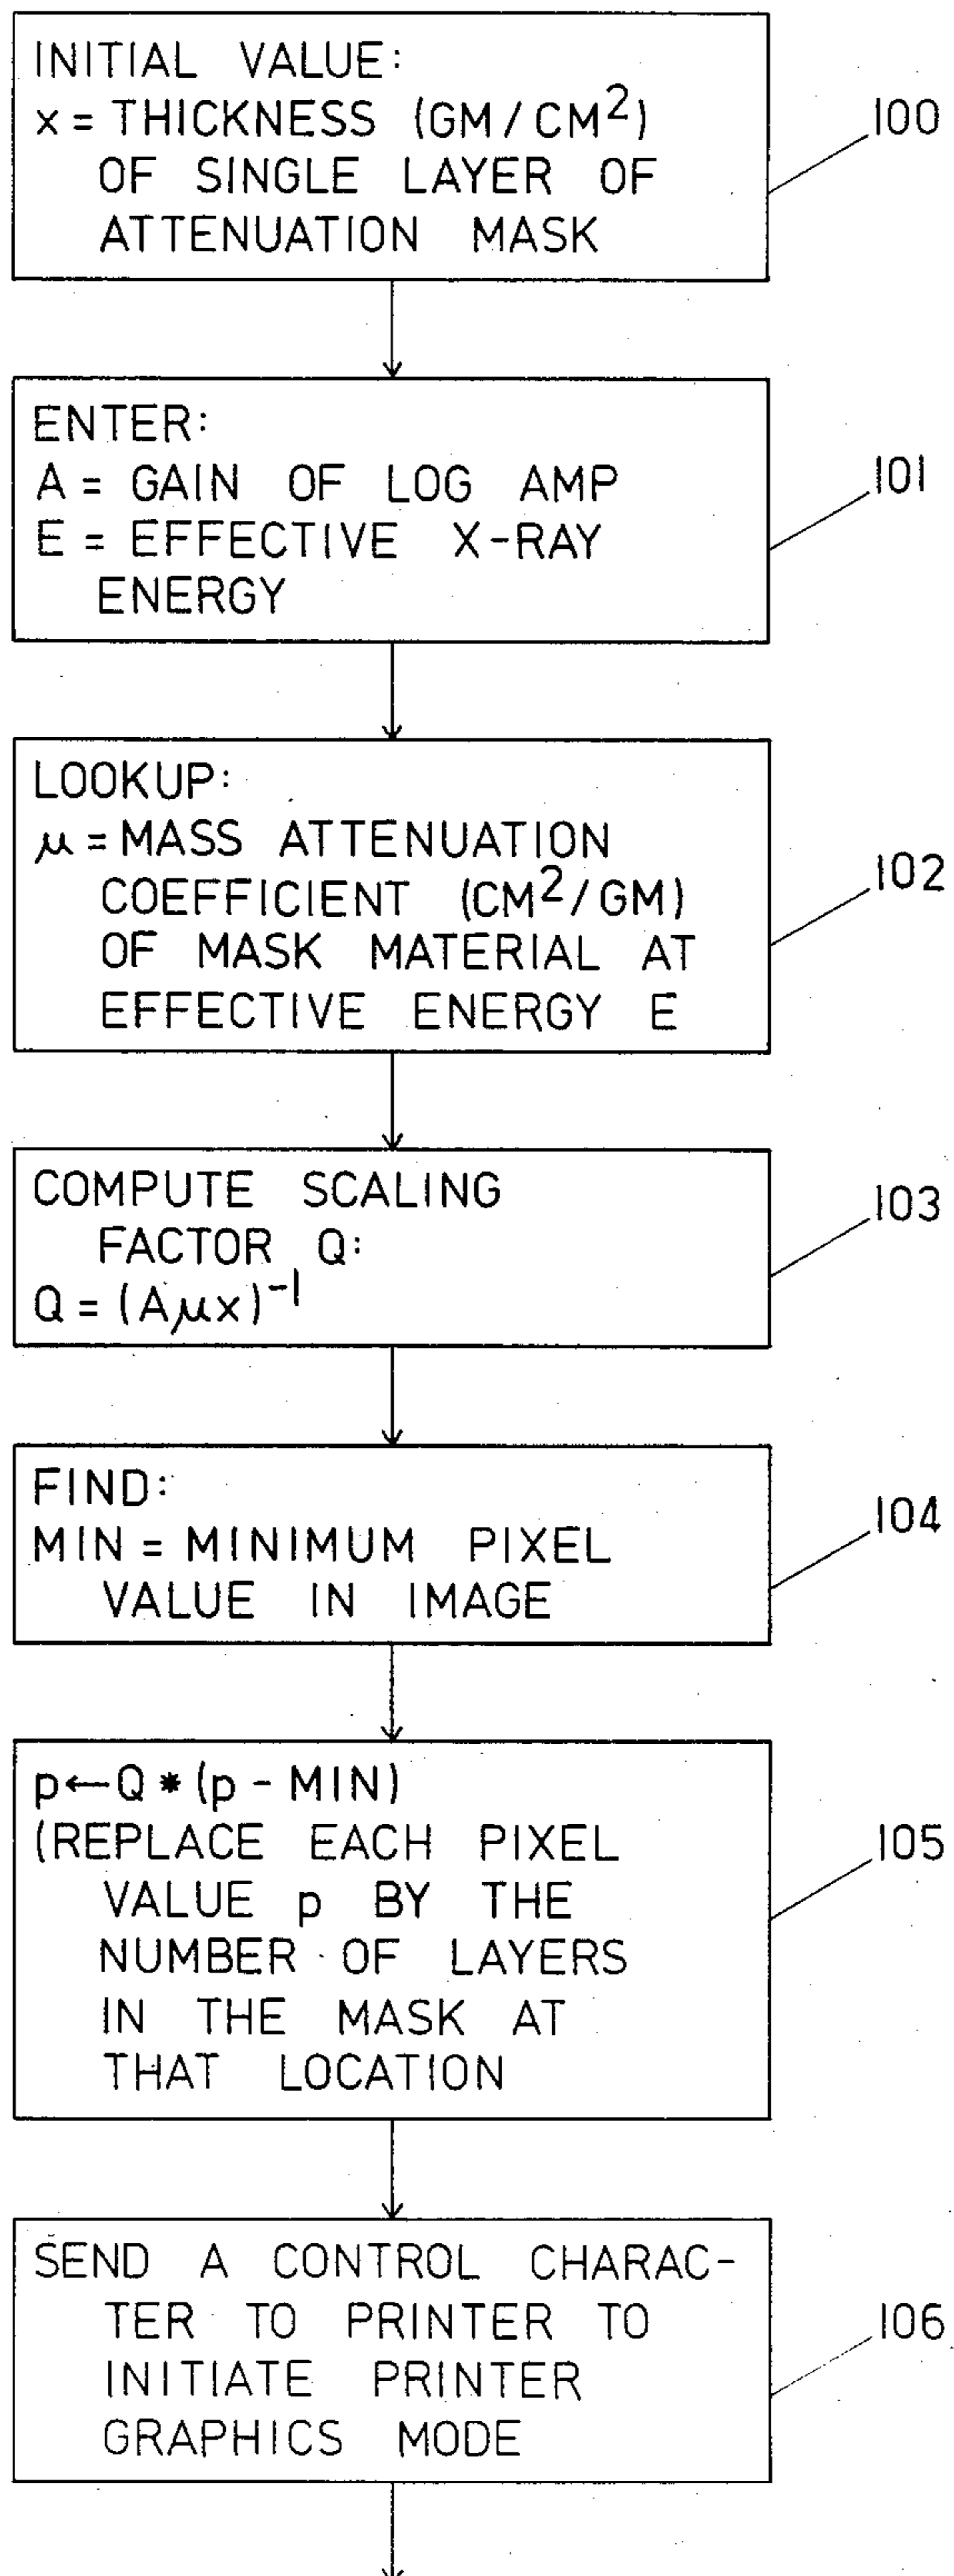 INITIAL VALUE:
x = THICKNESS (GM/CM²)
OF SINGLE LAYER OF
ATTENUATION MASK
100
ENTER:
A = GAIN OF LOG AMP
E = EFFECTIVE X-RAY
ENERGY
101
LOOKUP:
μ = MASS ATTENUATION
COEFFICIENT (CM²/GM)
OF MASK MATERIAL AT
EFFECTIVE ENERGY E
102
COMPUTE SCALING
FACTOR Q:
Q = (Aμx)⁻¹
103
FIND:
MIN = MINIMUM PIXEL
VALUE IN IMAGE
104
p←Q * (p - MIN)
(REPLACE EACH PIXEL
VALUE p BY THE
NUMBER OF LAYERS
IN THE MASK AT
THAT LOCATION
105
SEND A CONTROL CHARAC-
TER TO PRINTER TO
INITIATE PRINTER
GRAPHICS MODE
106